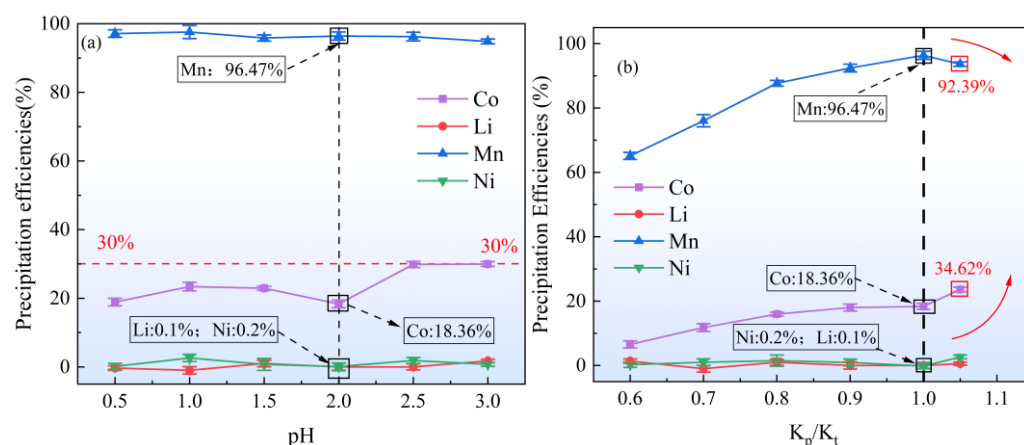 (a)
100
80
60
40
20
0
Precipitation efficiencies(%)
Mn：96.47%
Co
Li
Mn
Ni
30%
30%
Li:0.1%；Ni:0.2%
Co:18.36%
0.5 1.0 1.5 2.0 2.5 3.0
pH
(b)
100
80
60
40
20
0
Precipitation Efficiencies (%)
92.39%
Mn:96.47%
Co
Li
Mn
Ni
34.62%
Co:18.36%
Ni:0.2%；Li:0.1%
0.6 0.7 0.8 0.9 1.0 1.1
Kp/Kt